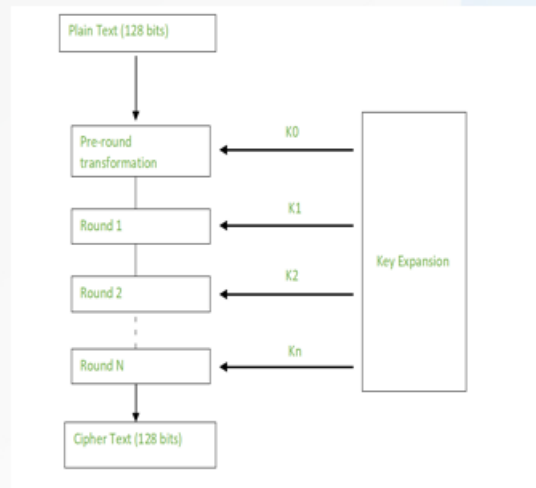 Plain Text (128 bits)
Pre-round
transformation
K0
Round 1
K1
Key Expansion
Round 2
K2
Round N
Kn
Cipher Text (128 bits)